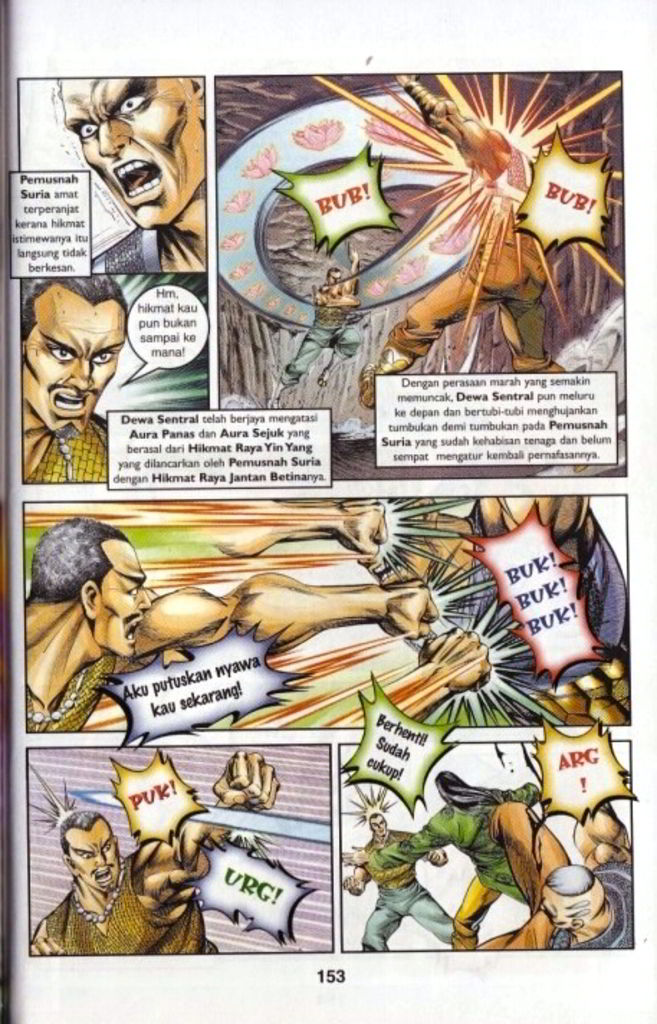 Pemusnah
Suria amat
terperanjat
kerana hikmat
istimewanya itu
langsung tidak
berkesan.
BUB!
BUB!
Hm,
hikmat kau
pun bukan
sampai ke
mana!
Dewa Sentral telah berjaya mengatasi
Aura Panas dan Aura Sejuk yang
berasal dari Hikmat Raya Yin Yang
yang dilancarkan oleh Pemusnah Suria
dengan Hikmat Raya Jantan Betinanya.
Dengan perasaan marah yang semakin
memuncak, Dewa Sentral pun meluru
ke depan dan bertubi-tubi menghujankan
tumbukan demi tumbukan pada Pemusnah
Suria yang sudah kehabisan tenaga dan belum
sempat mengatur kembali pernafasannya.
BUK!
BUK!
BUK!
Aku putuskan nyawa
kau sekarang!
PUK!
URG!
Berhenti!
Sudah
cukup!
ARG
!
153